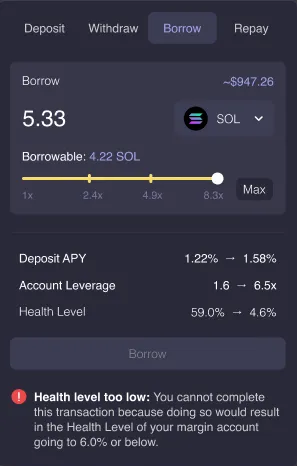 Deposit Withdraw Borrow Repay
Borrow ~$947.26
5.33 SOL
Borrowable: 4.22 SOL
1x 2.4x 4.9x 8.3x Max
Deposit APY 1.22% → 1.58%
Account Leverage 1.6 → 6.5x
Health Level 59.0% → 4.6%
Borrow
Health level too low: You cannot complete
this transaction because doing so would result
in the Health Level of your margin account
going to 6.0% or below.